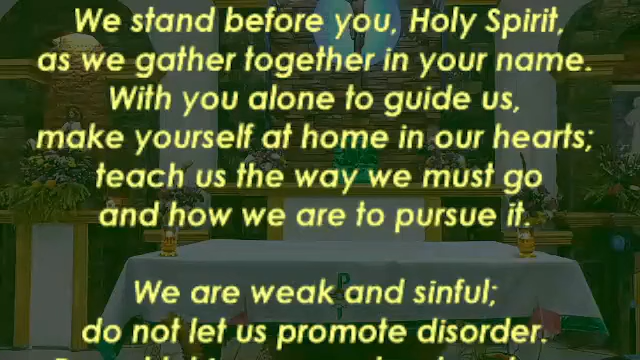 We stand before you, Holy Spirit,
as we gather together in your name.
With you alone to guide us,
make yourself at home in our hearts;
teach us the way we must go
and how we are to pursue it.
We are weak and sinful;
do not let us promote disorder.